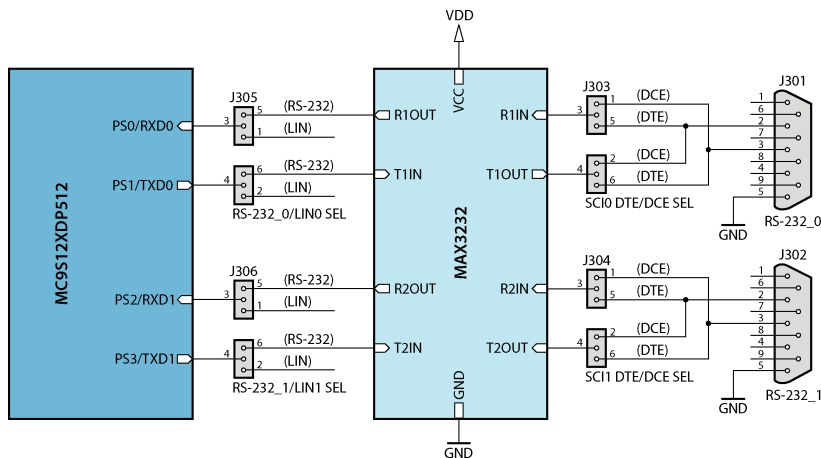 VDD
MC9S12XDP512
PS0/RXD0
PS1/TXD0
PS2/RXD1
PS3/TXD1
J305
3
5
(RS-232)
1
(LIN)
4
6
(RS-232)
2
(LIN)
RS-232_0/LIN0 SEL
J306
3
5
(RS-232)
1
(LIN)
4
6
(RS-232)
2
(LIN)
RS-232_1/LIN1 SEL
MAX3232
VCC
R1OUT
R1IN
T1IN
T1OUT
R2OUT
R2IN
T2IN
T2OUT
GND
GND
J303
3
1
(DCE)
5
(DTE)
4
2
(DCE)
6
(DTE)
SCI0 DTE/DCE SEL
J304
3
1
(DCE)
5
(DTE)
4
2
(DCE)
6
(DTE)
SCI1 DTE/DCE SEL
J301
1
6
2
7
3
8
4
9
5
GND
RS-232_0
J302
1
6
2
7
3
8
4
9
5
GND
RS-232_1